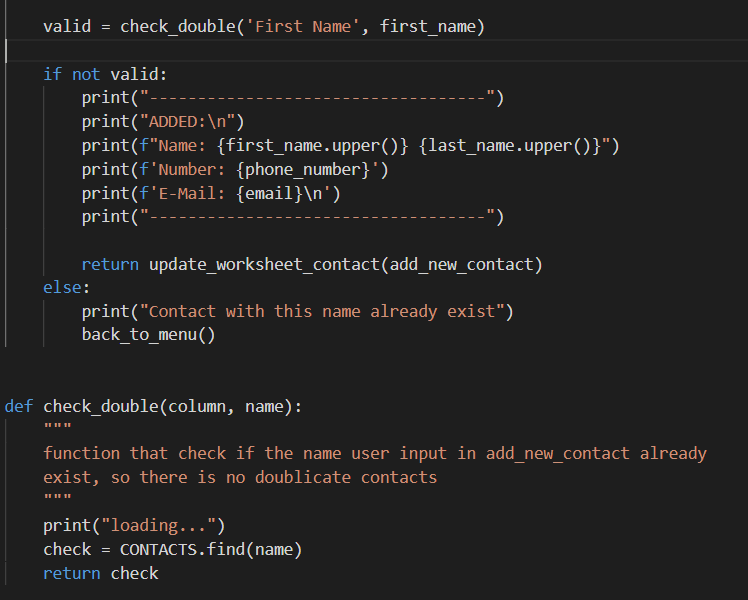 valid = check_double('First Name', first_name)
if not valid:
print("-----------------------------------")
print("ADDED:\n")
print(f"Name: {first_name.upper()} {last_name.upper()}")
print(f'Number: {phone_number}')
print(f'E-Mail: {email}\n')
print("-----------------------------------")
return update_worksheet_contact(add_new_contact)
else:
print("Contact with this name already exist")
back_to_menu()
def check_double(column, name):
"""
function that check if the name user input in add_new_contact already
exist, so there is no doublicate contacts
"""
print("loading...")
check = CONTACTS.find(name)
return check